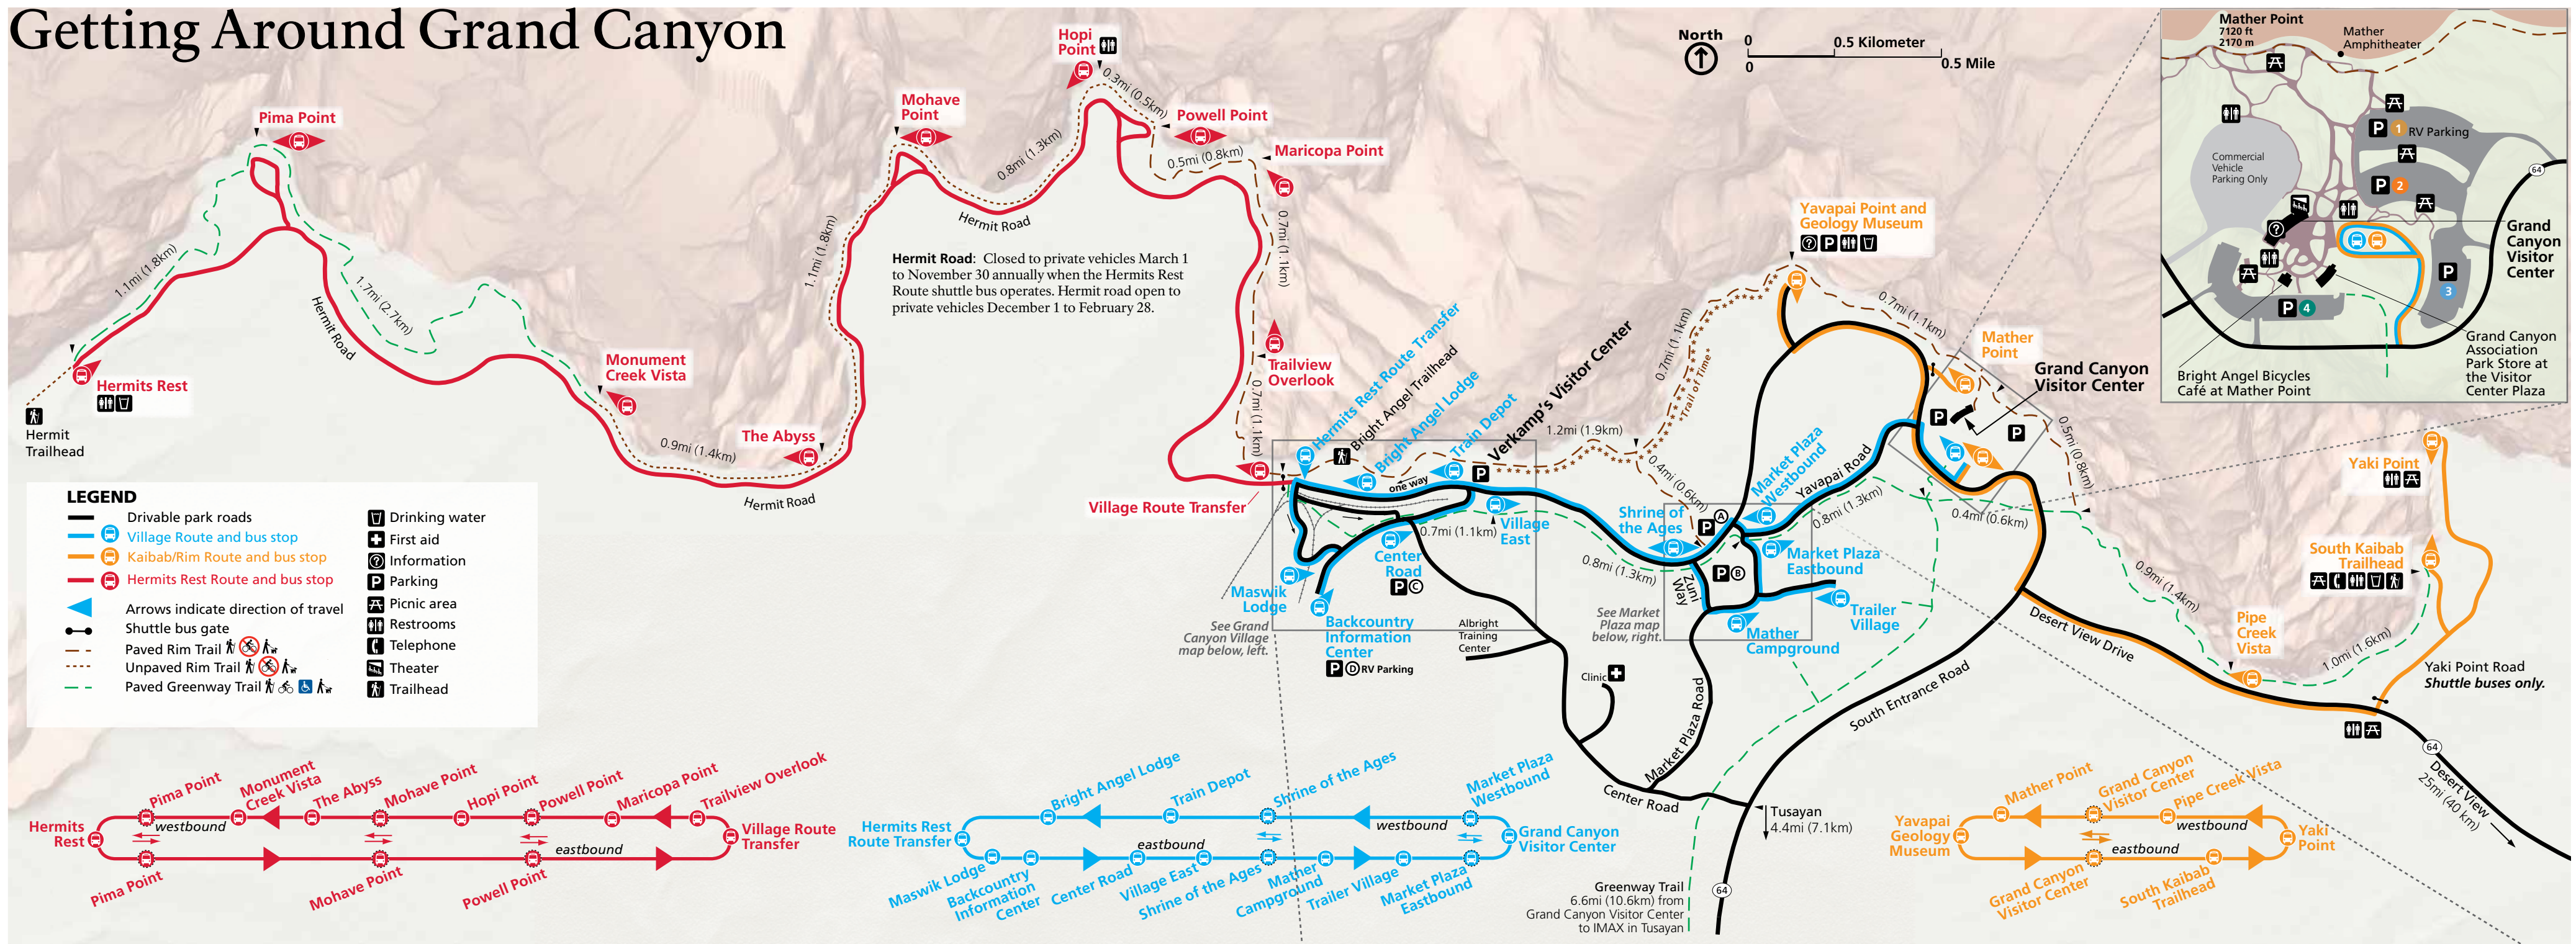 Getting Around Grand Canyon
Pima Point
Hopi
Point
Mohave
Point
Powell Point
Maricopa Point
0.3mi (0.5km)
0.5mi (0.8km)
0.8mi (1.3km)
0.7mi (1.1km)
1.1mi (1.8km)
1.1mi (1.8km)
1.7mi (2.7km)
Hermit Road
Hermit Road
Hermit Road
Hermit Road: Closed to private vehicles March 1
to November 30 annually when the Hermits Rest
Route shuttle bus operates. Hermit road open to
private vehicles December 1 to February 28.
Hermits Rest
Hermit
Trailhead
Monument
Creek Vista
The Abyss
0.9mi (1.4km)
Trailview
Overlook
0.7mi (1.1km)
Village Route Transfer
North
0
0.5 Kilometer
0
0.5 Mile
Yavapai Point and
Geology Museum
0.7mi (1.1km)
0.7mi (1.1km)
"Trail of Time"
Mather
Point
Grand Canyon
Visitor Center
Hermits Rest Route Transfer
Bright Angel Trailhead
Bright Angel Lodge
Train Depot
Verkamp's Visitor Center
one way
1.2mi (1.9km)
0.4mi (0.6km)
Market Plaza
Westbound
Yavapai Road
0.8mi (1.3km)
0.5mi (0.8km)
0.4mi (0.6km)
Shrine of
the Ages
Village
East
0.7mi (1.1km)
Center
Road
P C
Maswik
Lodge
Backcountry
Information
Center
P D RV Parking
0.8mi (1.3km)
P A
P B
Zuni
Way
Market Plaza
Eastbound
Trailer
Village
Mather
Campground
See Grand
Canyon Village
map below, left.
See Market
Plaza map
below, right.
Albright
Training
Center
Clinic
Market Plaza Road
Center Road
South Entrance Road
Desert View Drive
Tusayan
4.4mi (7.1km)
64
Greenway Trail
6.6mi (10.6km) from
Grand Canyon Visitor Center
to IMAX in Tusayan
Yaki Point
South Kaibab
Trailhead
0.9mi (1.4km)
Pipe
Creek
Vista
1.0mi (1.6km)
Yaki Point Road
Shuttle buses only.
64
Desert View
25mi (40 km)
Mather Point
7120 ft
2170 m
Mather
Amphitheater
P 1 RV Parking
P 2
P
3
P 4
Commercial
Vehicle
Parking Only
64
Grand
Canyon
Visitor
Center
Grand Canyon
Association
Park Store at
the Visitor
Center Plaza
Bright Angel Bicycles
Café at Mather Point
LEGEND
Drivable park roads
Village Route and bus stop
Kaibab/Rim Route and bus stop
Hermits Rest Route and bus stop
Arrows indicate direction of travel
Shuttle bus gate
Paved Rim Trail
Unpaved Rim Trail
Paved Greenway Trail
Drinking water
First aid
Information
Parking
Picnic area
Restrooms
Telephone
Theater
Trailhead
Hermits
Rest
Pima Point
Monument
Creek Vista
The Abyss
Mohave Point
Hopi Point
Powell Point
Maricopa Point
Trailview Overlook
Village Route
Transfer
westbound
eastbound
Pima Point
Mohave Point
Powell Point
Hermits Rest
Route Transfer
Bright Angel Lodge
Train Depot
Shrine of the Ages
Market Plaza
Westbound
westbound
Grand Canyon
Visitor Center
eastbound
Maswik Lodge
Backcountry
Information
Center
Center Road
Village East
Shrine of the Ages
Mather
Campground
Trailer Village
Market Plaza
Eastbound
Yavapai
Geology
Museum
Mather Point
Grand Canyon
Visitor Center
Pipe Creek Vista
westbound
Yaki
Point
eastbound
Grand Canyon
Visitor Center
South Kaibab
Trailhead